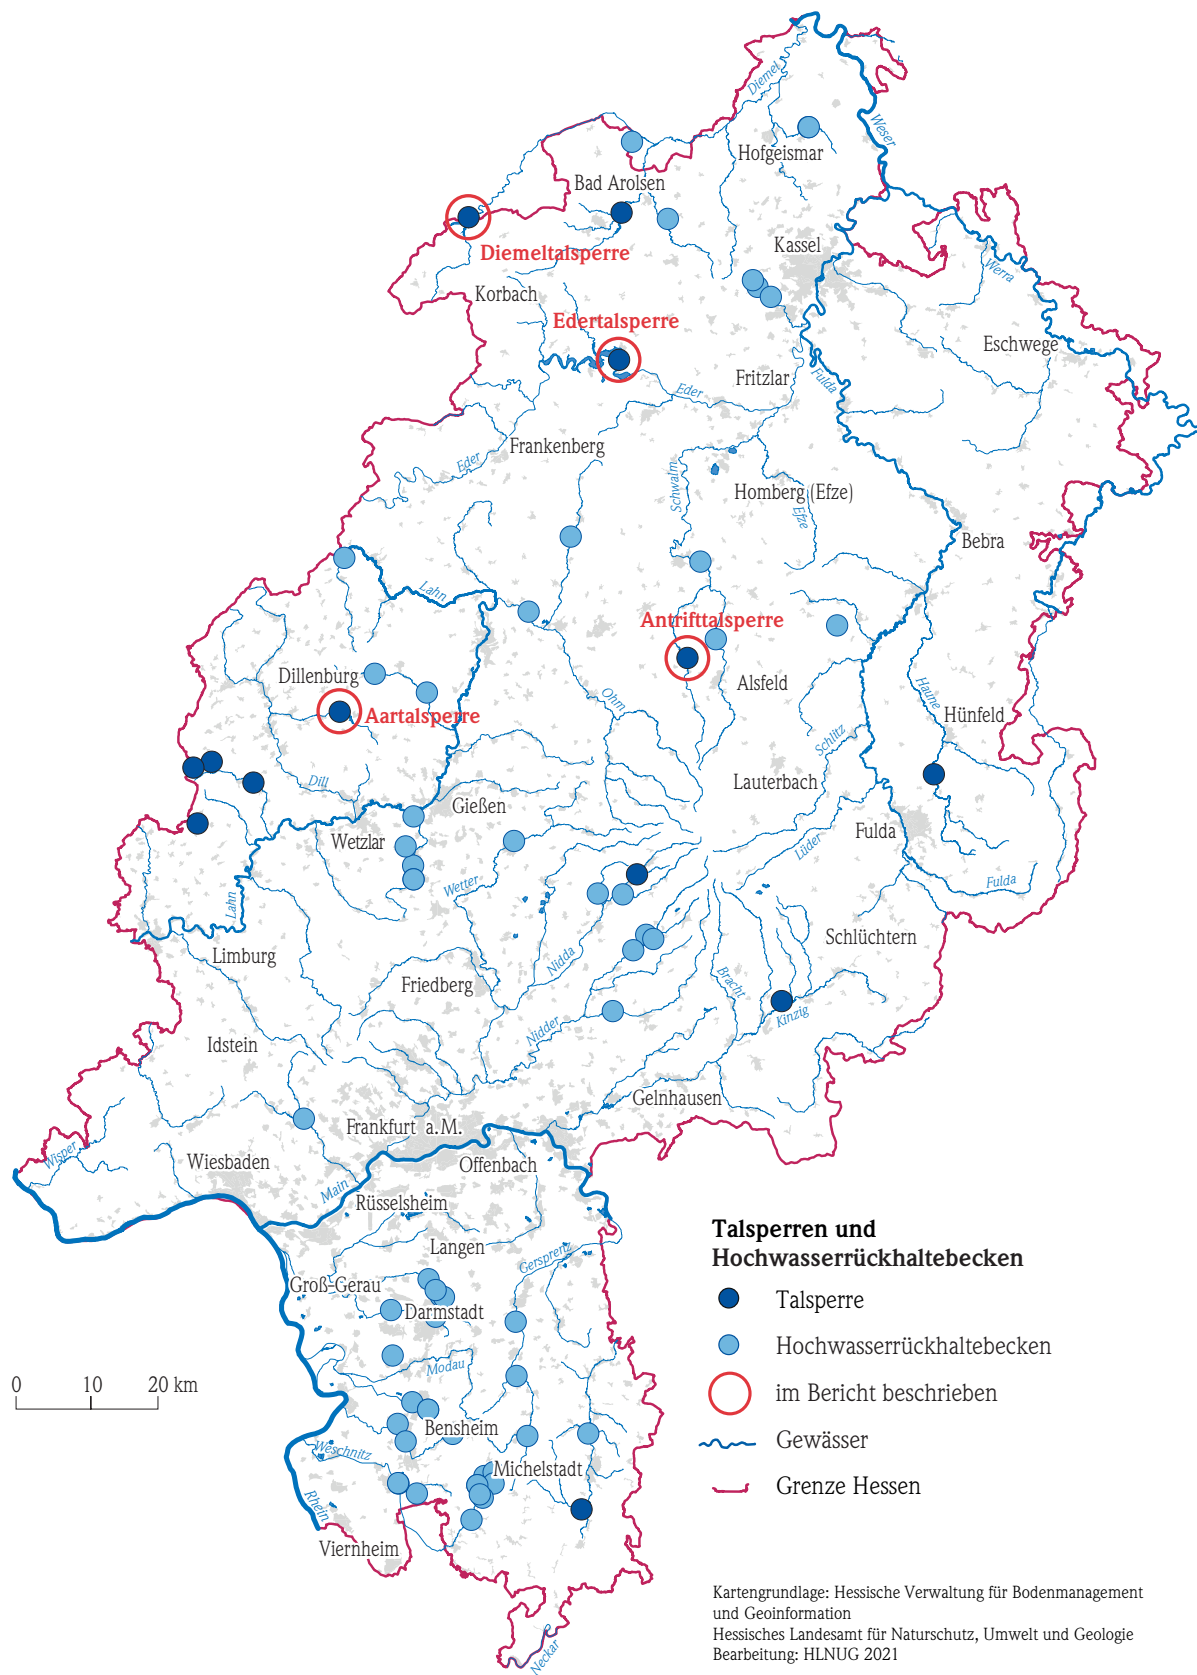 Diemel
Weser
Hofgeismar
Bad Arolsen
Kassel
Diemeltalsperre
Werra
Korbach
Edertalsperre
Eschwege
Fritzlar
Fulda
Eder
Frankenberg
Eder
Schwalm
Homberg (Efze)
Efze
Bebra
Lahn
Antrifttalsperre
Dillenburg
Alsfeld
Haune
Ohm
Aartalsperre
Hünfeld
Schlitz
Dill
Lauterbach
Gießen
Wetzlar
Fulda
Lüder
Wetter
Fulda
Lahn
Schlüchtern
Limburg
Nidda
Friedberg
Bracht
Kinzig
Nidder
Idstein
Gelnhausen
Frankfurt a.M.
Wisper
Wiesbaden
Offenbach
Main
Rüsselsheim
Langen
Gersprenz
Groß-Gerau
Darmstadt
Modau
Bensheim
Weschnitz
Michelstadt
Rhein
Viernheim
Neckar
0 10 20 km
Talsperren und
Hochwasserrückhaltebecken
Talsperre
Hochwasserrückhaltebecken
im Bericht beschrieben
Gewässer
Grenze Hessen
Kartengrundlage: Hessische Verwaltung für Bodenmanagement
und Geoinformation
Hessisches Landesamt für Naturschutz, Umwelt und Geologie
Bearbeitung: HLNUG 2021